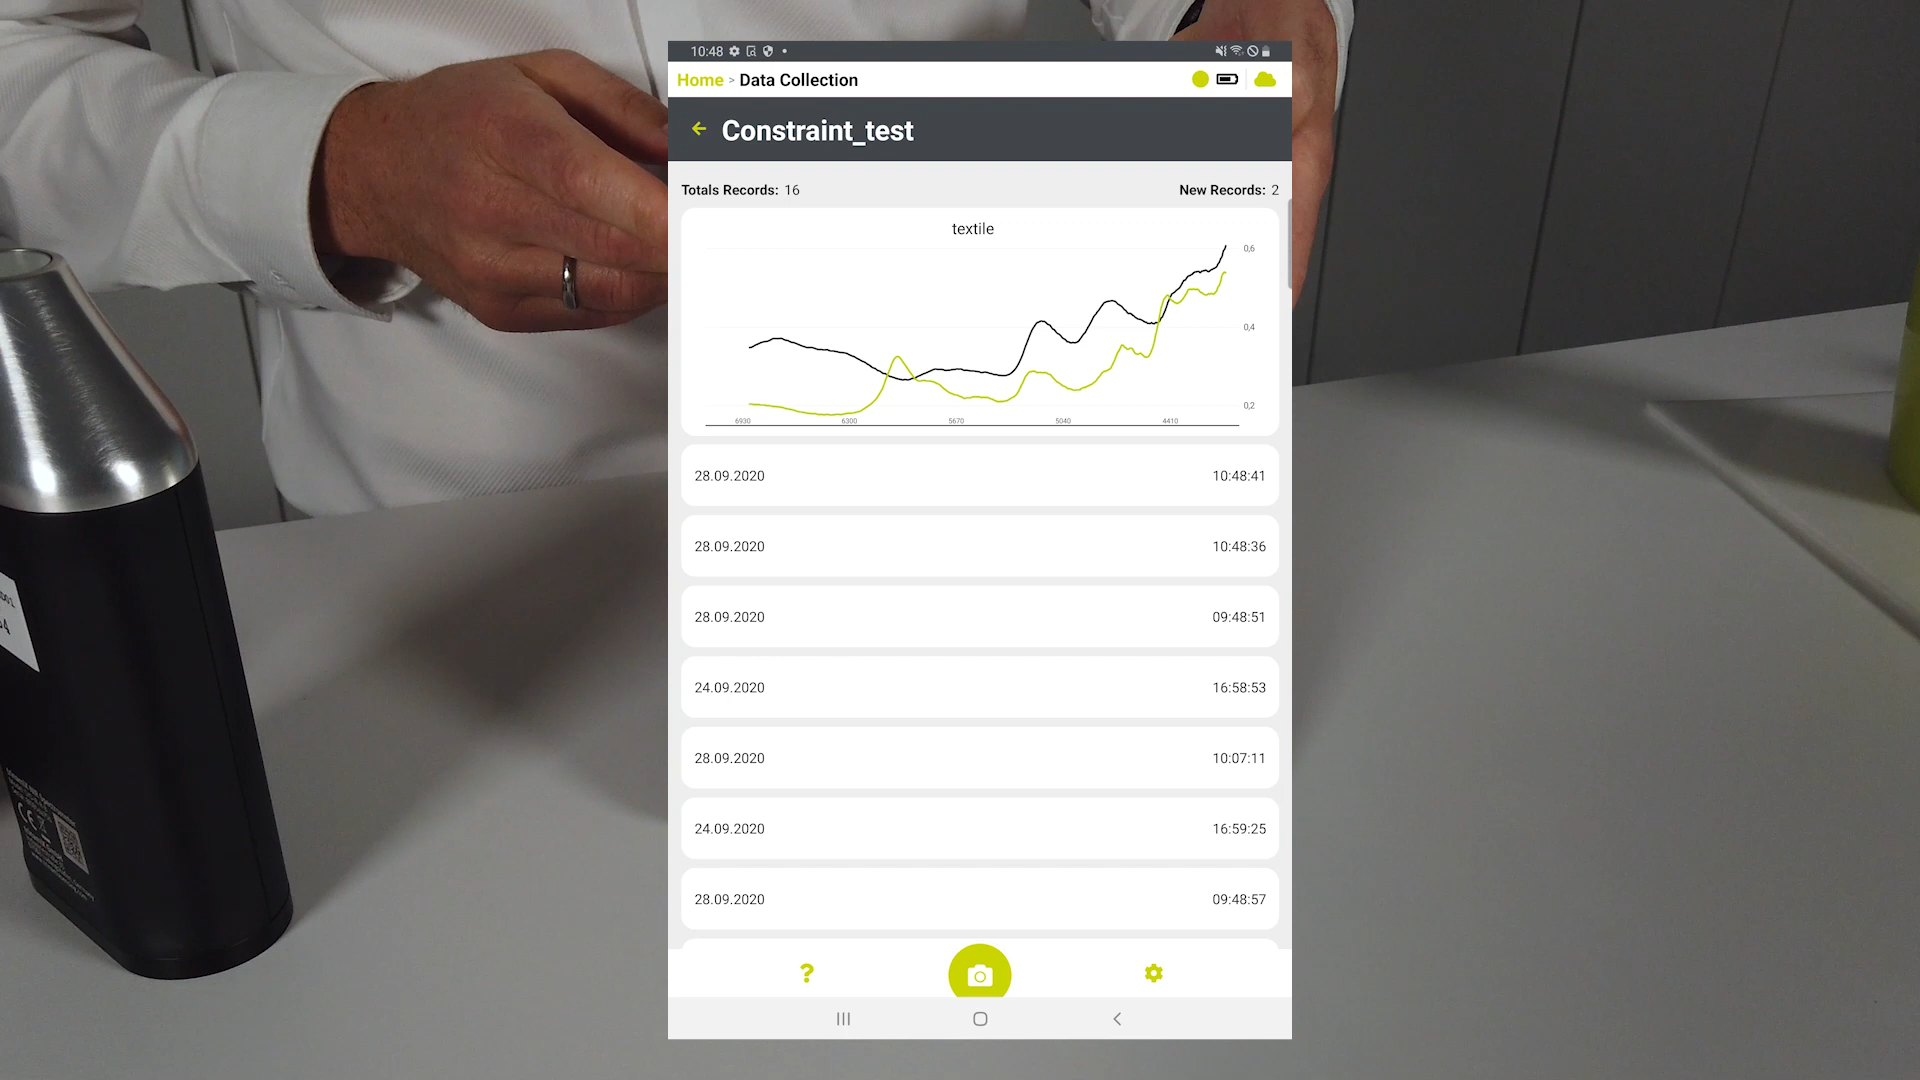 10:48
Home > Data Collection
Constraint_test
Totals Records: 16
New Records: 2
textile
0,6
0,4
0,2
6930 6300 5670 5040 4410
28.09.2020 10:48:41
28.09.2020 10:48:36
28.09.2020 09:48:51
24.09.2020 16:58:53
28.09.2020 10:07:11
24.09.2020 16:59:25
28.09.2020 09:48:57
?
CE